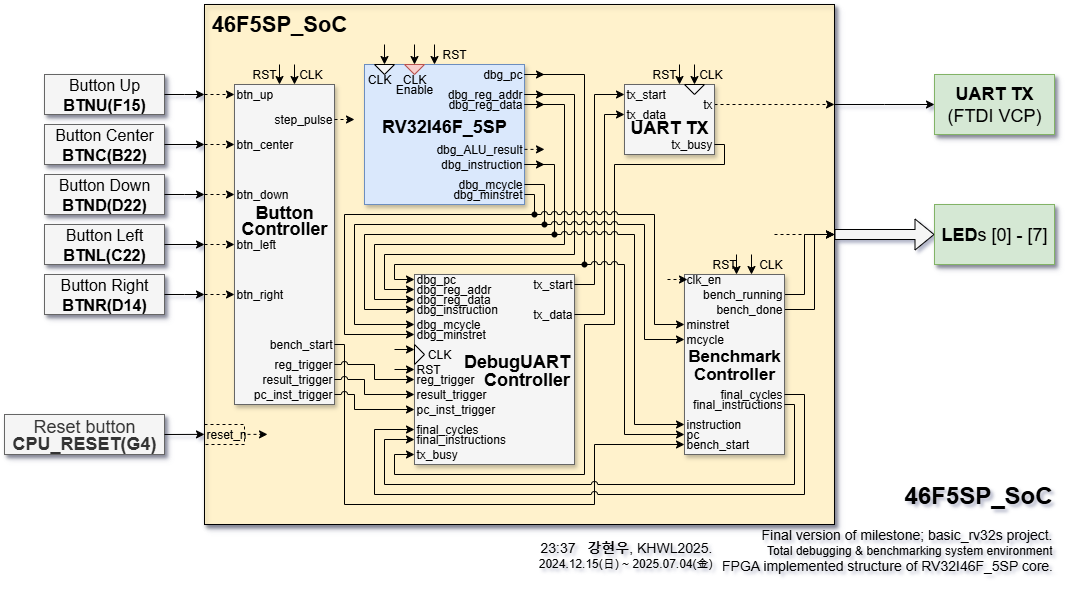 46F5SP_SoC
Button Up
BTNU(F15)
Button Center
BTNC(B22)
Button Down
BTND(D22)
Button Left
BTNL(C22)
Button Right
BTNR(D14)
Reset button
CPU_RESET(G4)
reset_n
RST CLK
btn_up
step_pulse
btn_center
btn_down
Button
Controller
btn_left
btn_right
bench_start
reg_trigger
result_trigger
pc_inst_trigger
RST
CLK
CLK
Enable
dbg_pc
dbg_reg_addr
dbg_reg_data
RV32I46F_5SP
dbg_ALU_result
dbg_instruction
dbg_mcycle
dbg_minstret
RST CLK
tx_start
tx
tx_data
UART TX
tx_busy
dbg_pc
dbg_reg_addr
dbg_reg_data
dbg_instruction
dbg_mcycle
dbg_minstret
tx_start
tx_data
CLK
RST
DebugUART
Controller
reg_trigger
result_trigger
pc_inst_trigger
final_cycles
final_instructions
tx_busy
RST CLK
clk_en
bench_running
bench_done
minstret
mcycle
Benchmark
Controller
final_cycles
final_instructions
instruction
pc
bench_start
UART TX
(FTDI VCP)
LEDs [0] - [7]
46F5SP_SoC
Final version of milestone; basic_rv32s project.
Total debugging & benchmarking system environment
FPGA implemented structure of RV32I46F_5SP core.
23:37 강현우, KHWL2025.
2024.12.15(日) ~ 2025.07.04(金)